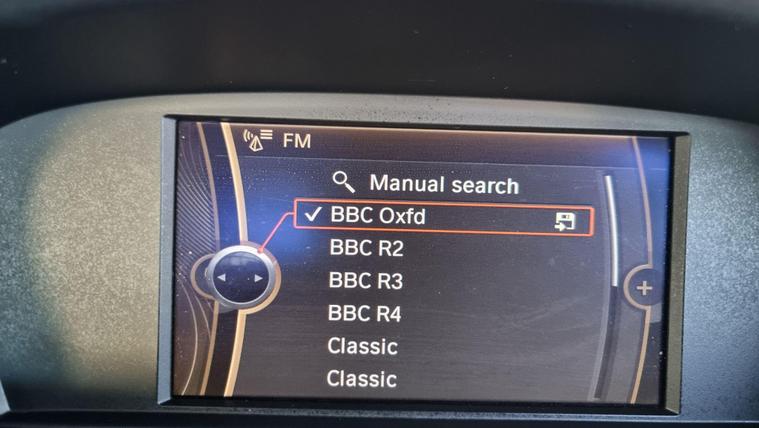 FM
Manual search
BBC Oxfd
BBC R2
BBC R3
BBC R4
Classic
Classic